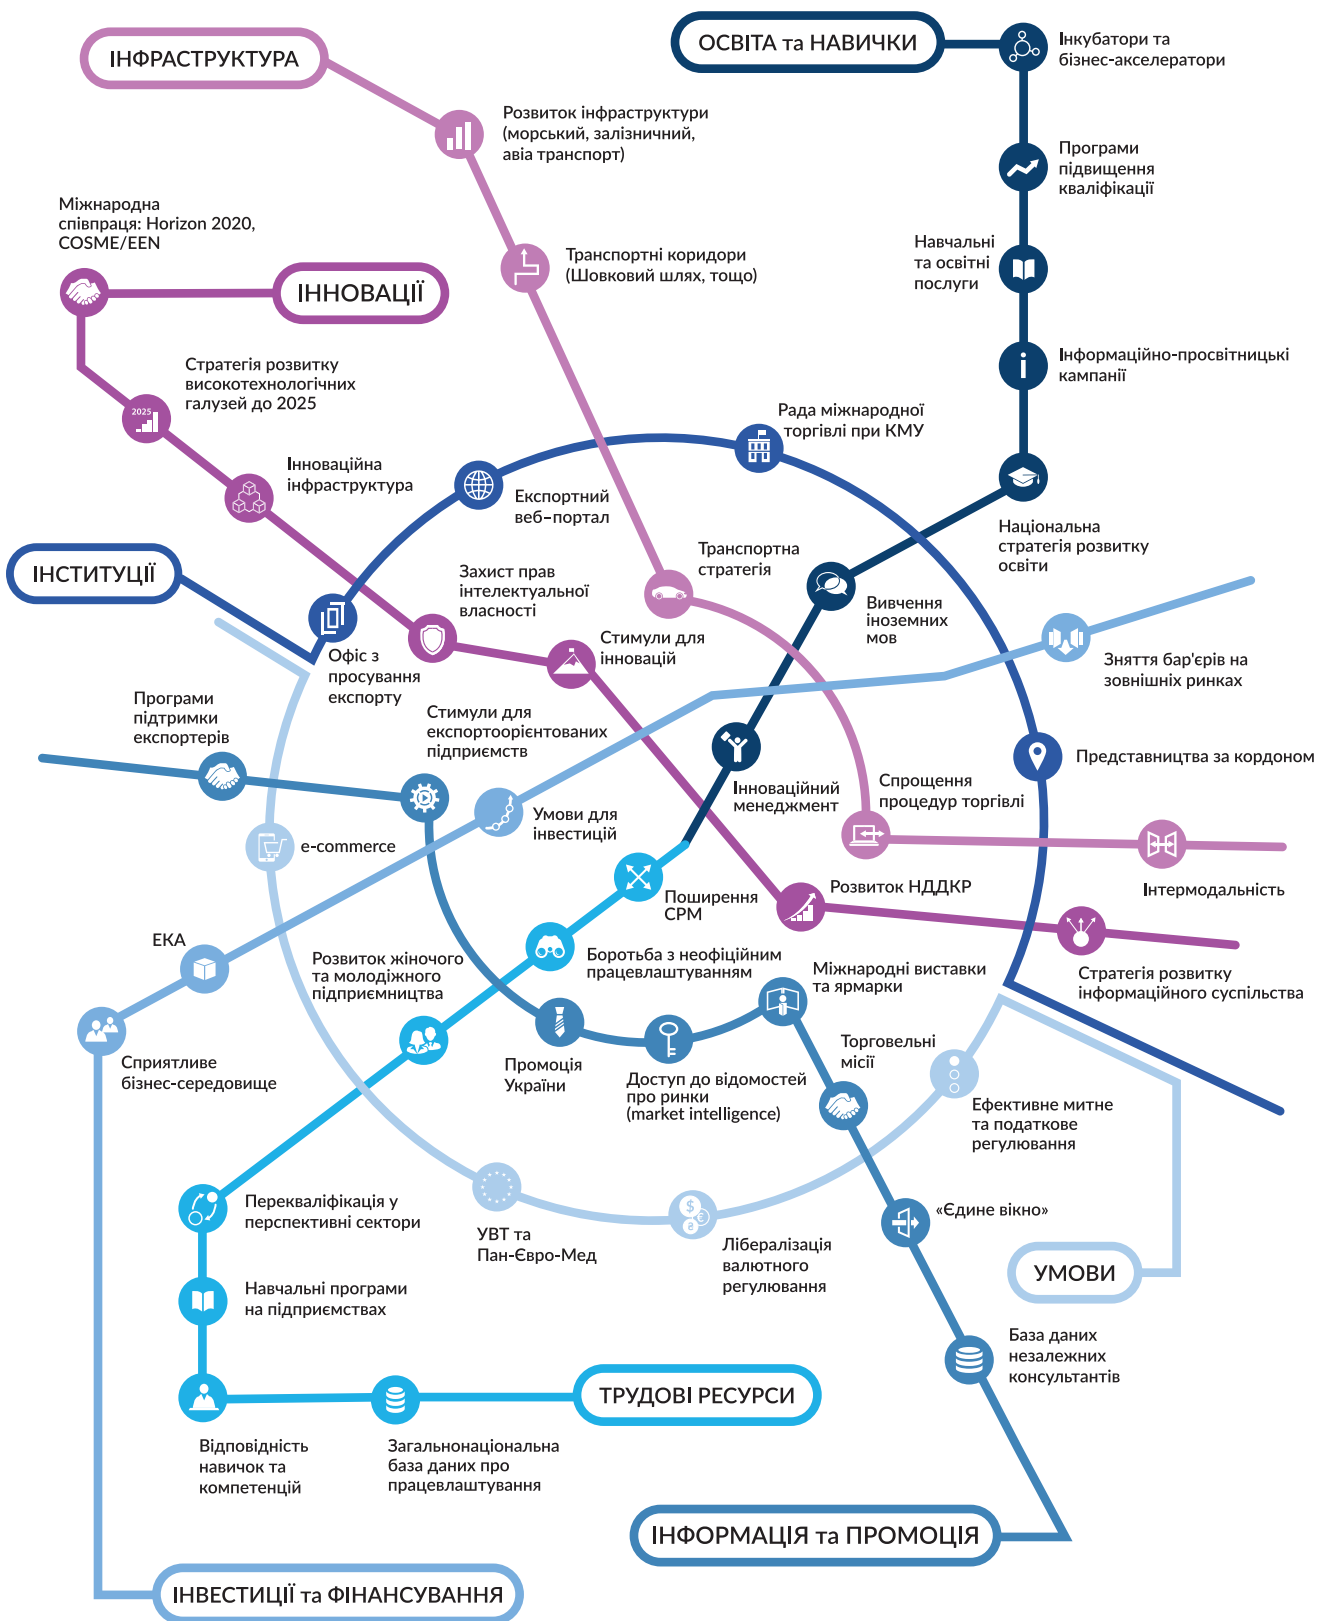 ІНФРАСТРУКТУРА
ОСВІТА та НАВИЧКИ
Інкубатори та
бізнес-акселератори
Розвиток інфраструктури
(морський, залізничний,
авіа транспорт)
Програми
підвищення
кваліфікації
Міжнародна
співпраця: Horizon 2020,
COSME/EEN
Транспортні коридори
(Шовковий шлях, тощо)
Навчальні
та освітні
послуги
ІННОВАЦІЇ
Стратегія розвитку
високотехнологічних
галузей до 2025
2025
Інформаційно-просвітницькі
кампанії
Рада міжнародної
торгівлі при КМУ
Інноваційна
інфраструктура
Експортний
веб-портал
Національна
стратегія розвитку
освіти
ІНСТИТУЦІЇ
Транспортна
стратегія
Захист прав
інтелектуальної
власності
Вивчення
іноземних
мов
Стимули для
інновацій
Офіс з
просування
експорту
Зняття бар'єрів на
зовнішніх ринках
Програми
підтримки
експортерів
Стимули для
експортоорієнтованих
підприємств
Представництва за кордоном
Інноваційний
менеджмент
Спрощення
процедур торгівлі
Умови для
інвестицій
e-commerce
Поширення
СРМ
Розвиток НДДКР
Інтермодальність
ЕКА
Розвиток жіночого
та молодіжного
підприємництва
Боротьба з неофіційним
працевлаштуванням
Міжнародні виставки
та ярмарки
Стратегія розвитку
інформаційного суспільства
Сприятливе
бізнес-середовище
Промоція
України
Доступ до відомостей
про ринки
(market intelligence)
Торговельні
місії
Ефективне митне
та податкове
регулювання
Перекваліфікація у
перспективні сектори
УВТ та
Пан-Євро-Мед
$
€
₴
Лібералізація
валютного
регулювання
«Єдине вікно»
УМОВИ
Навчальні програми
на підприємствах
База даних
незалежних
консультантів
ТРУДОВІ РЕСУРСИ
Відповідність
навичок та
компетенцій
Загальнонаціональна
база даних про
працевлаштування
ІНФОРМАЦІЯ та ПРОМОЦІЯ
ІНВЕСТИЦІЇ та ФІНАНСУВАННЯ